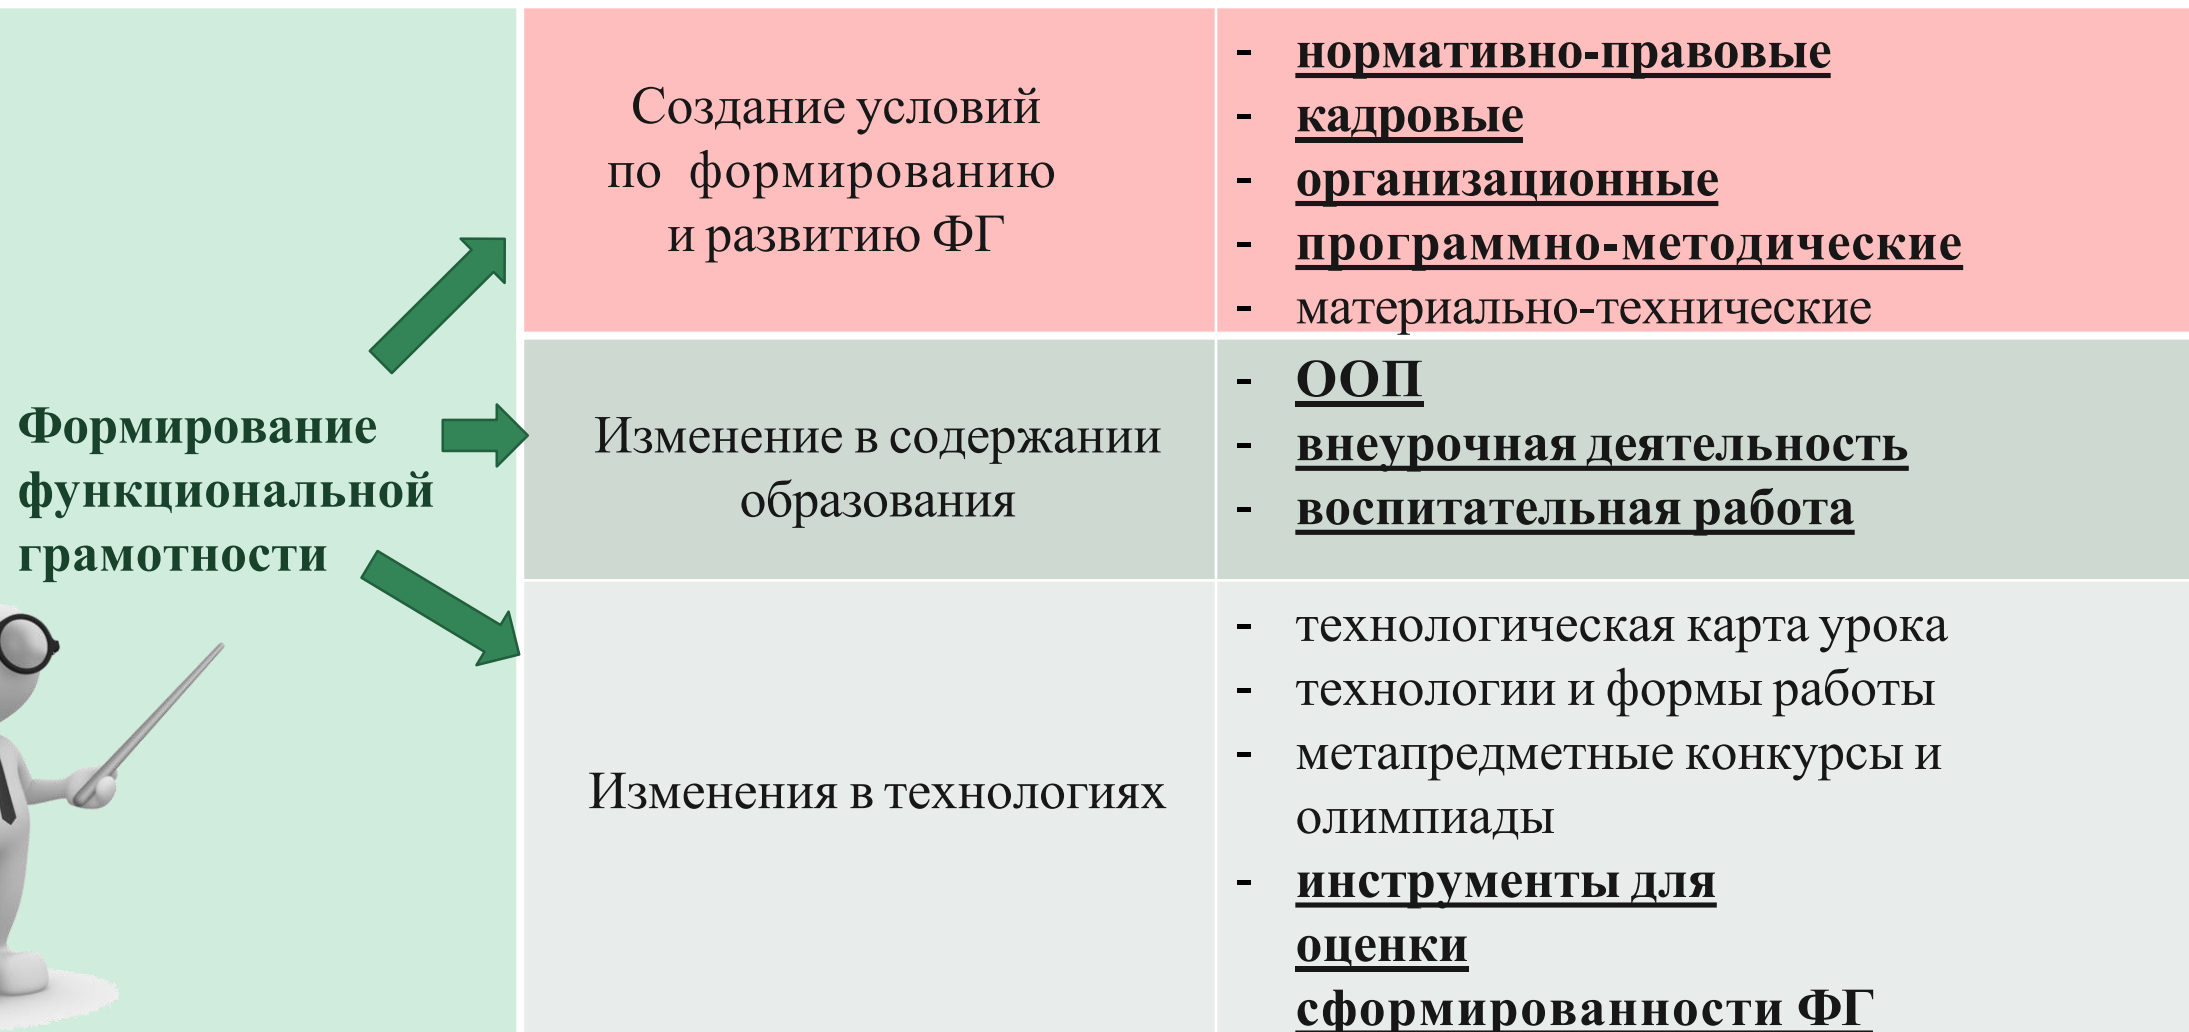 Формирование
функциональной
грамотности
Создание условий
по формированию
и развитию ФГ
- нормативно-правовые
- кадровые
- организационные
- программно-методические
- материально-технические
Изменение в содержании
образования
- ООП
- внеурочная деятельность
- воспитательная работа
Изменения в технологиях
- технологическая карта урока
- технологии и формы работы
- метапредметные конкурсы и
олимпиады
- инструменты для
оценки
сформированности ФГ